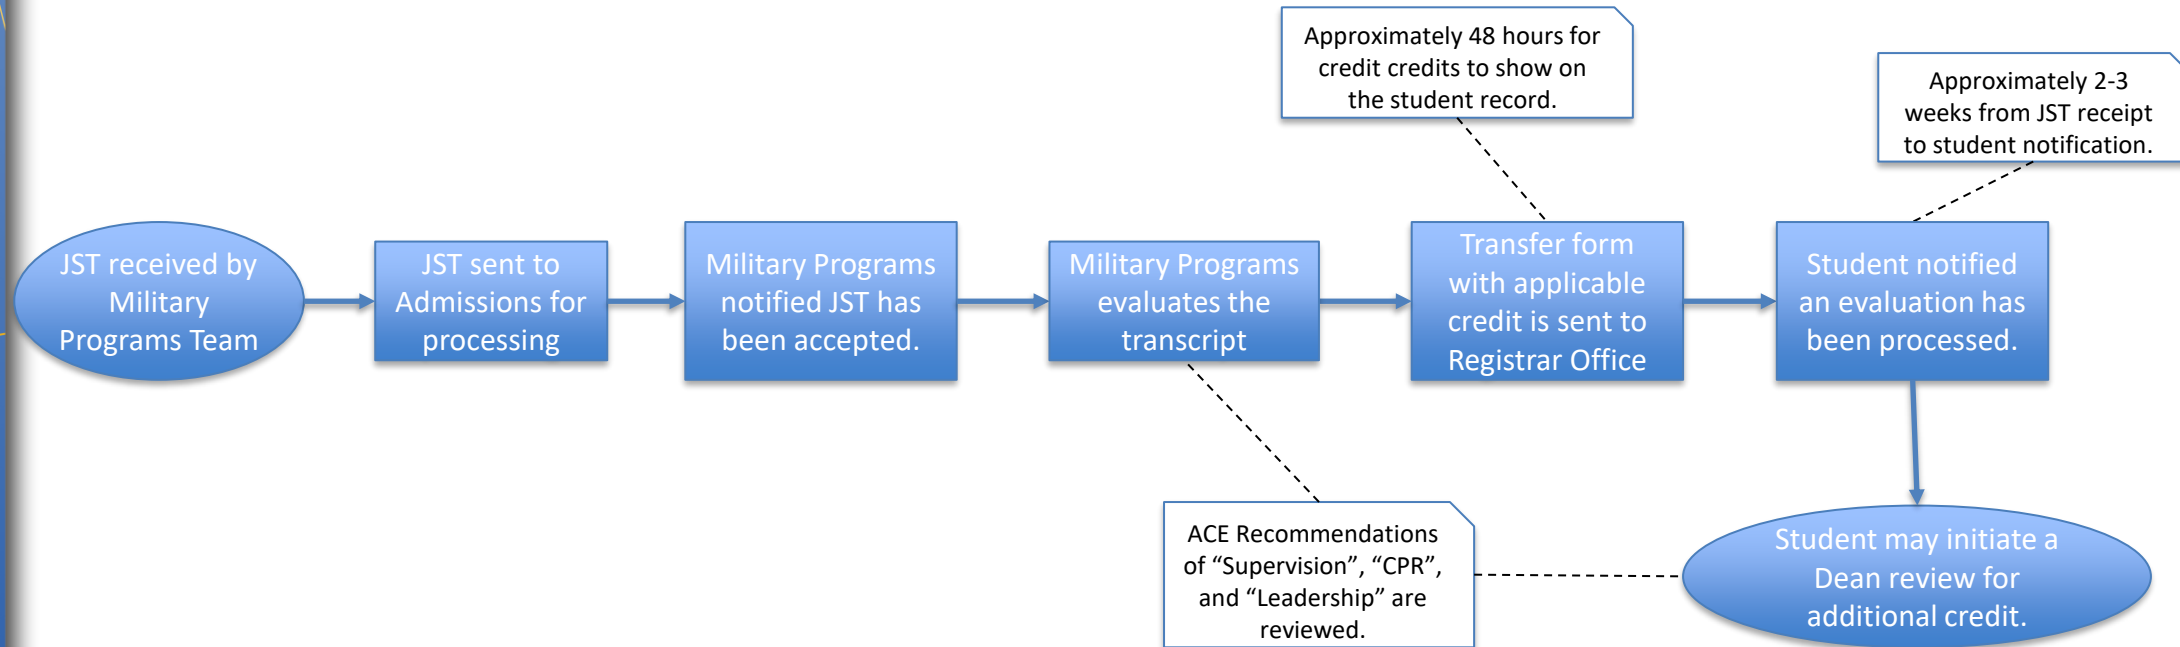 Approximately 48 hours for
credit credits to show on
the student record.
Approximately 2-3
weeks from JST receipt
to student notification.
JST received by
Military
Programs Team
JST sent to
Admissions for
processing
Military Programs
notified JST has
been accepted.
Military Programs
evaluates the
transcript
Transfer form
with applicable
credit is sent to
Registrar Office
Student notified
an evaluation has
been processed.
ACE Recommendations
of “Supervision”, “CPR”,
and “Leadership” are
reviewed.
Student may initiate a
Dean review for
additional credit.